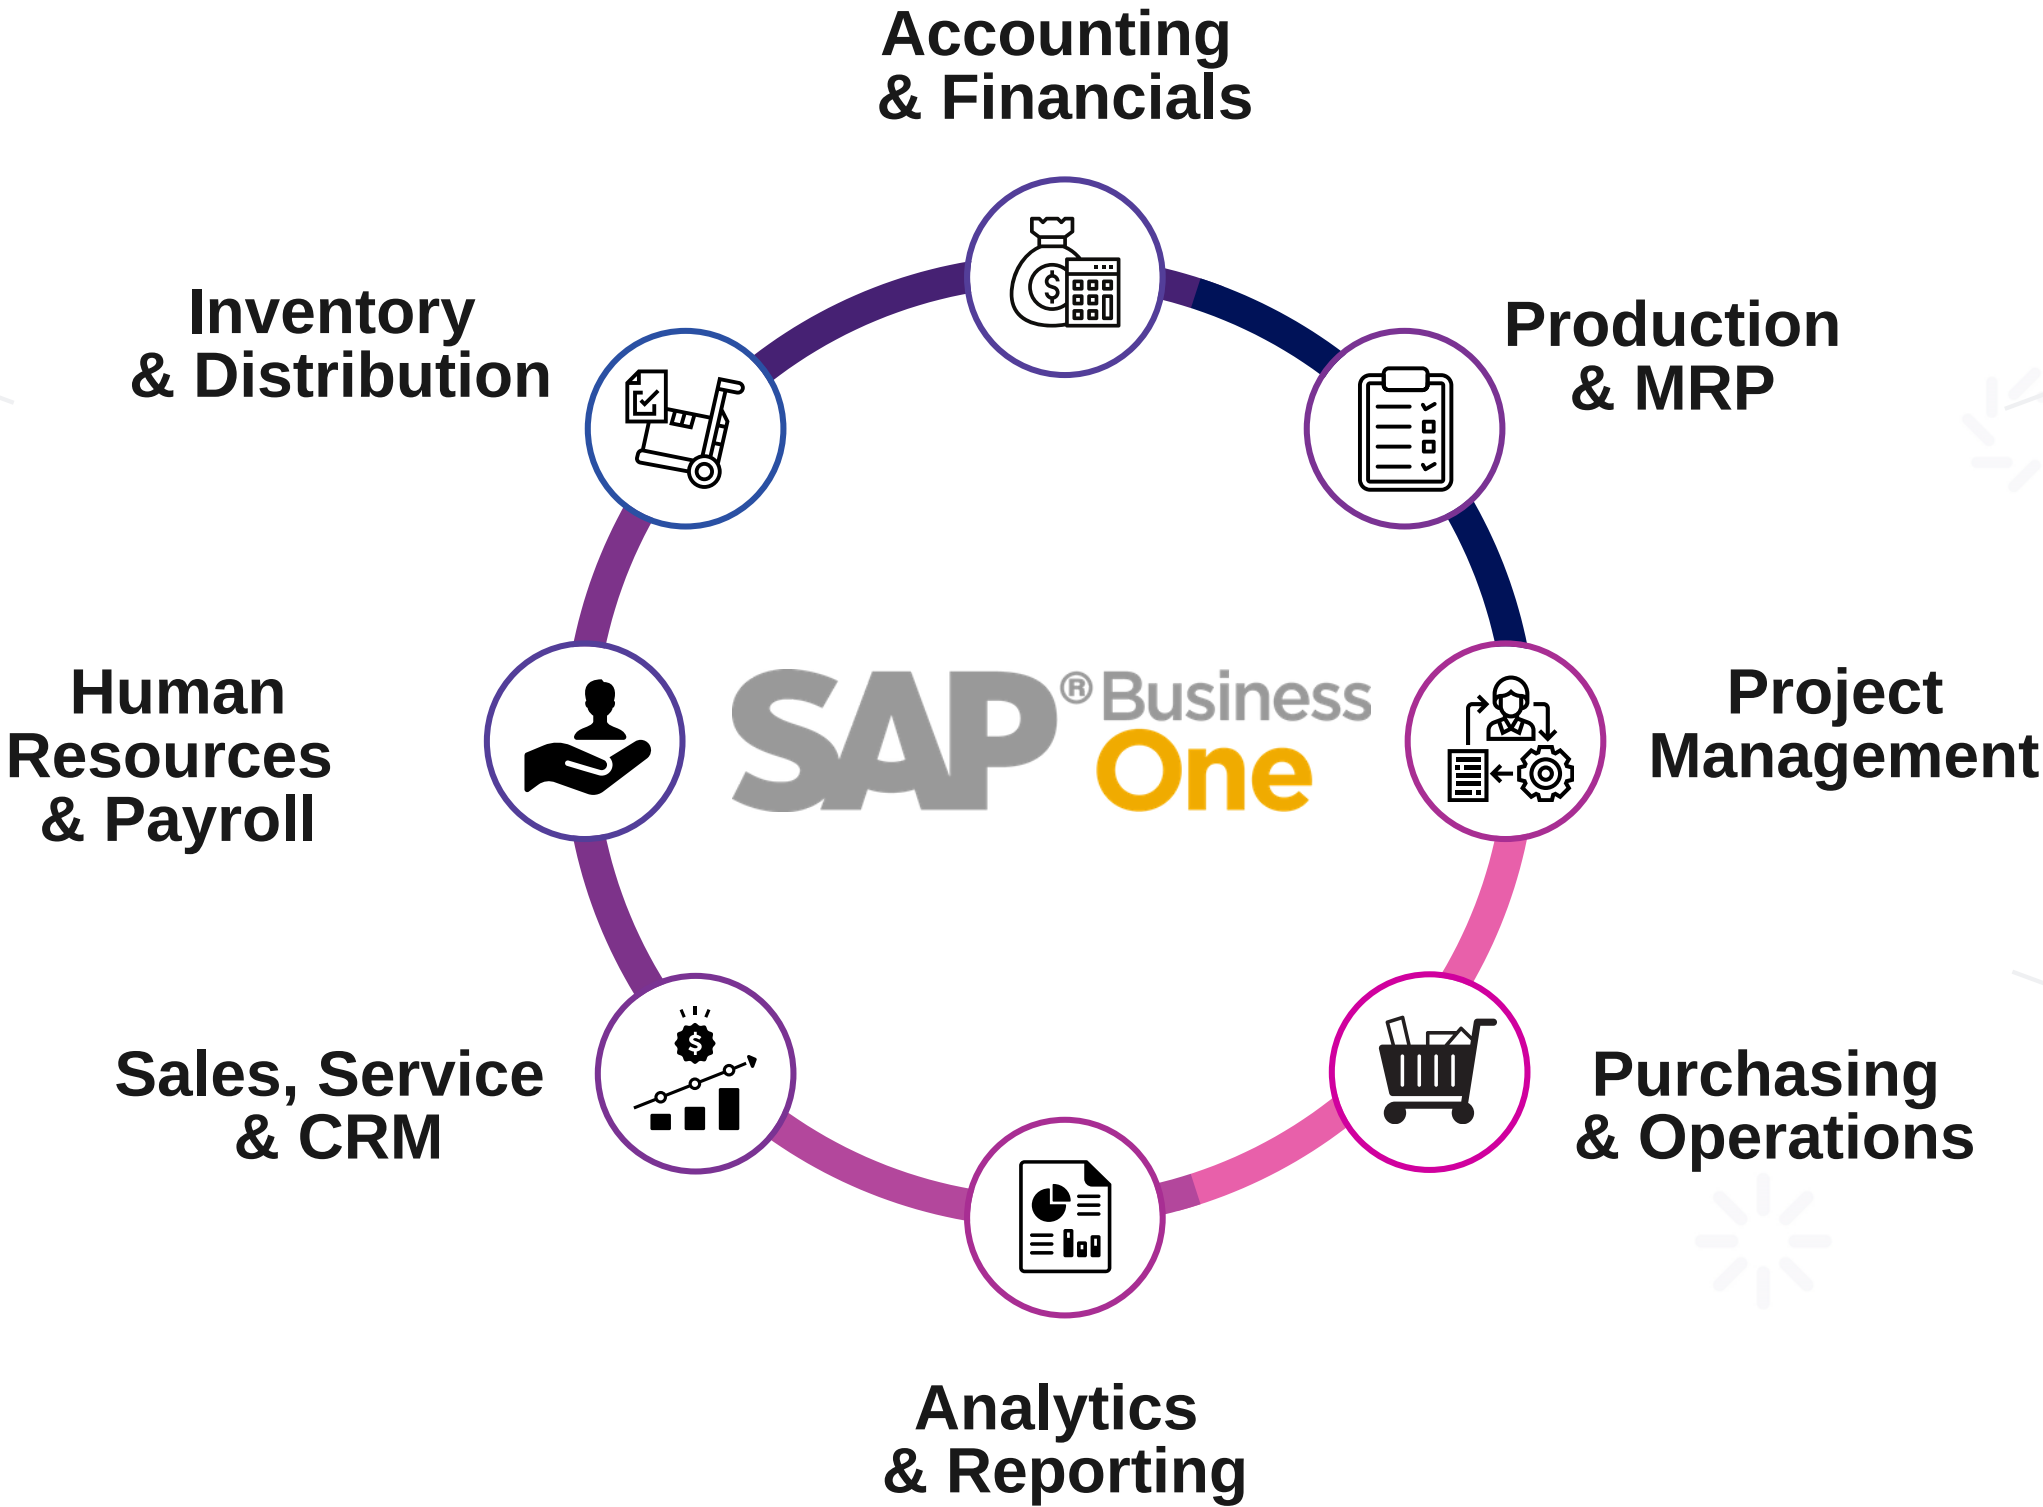 Accounting
& Financials
Production
& MRP
Project
Management
Purchasing
& Operations
Analytics
& Reporting
Sales, Service
& CRM
Human
Resources
& Payroll
Inventory
& Distribution
SAP® Business
One